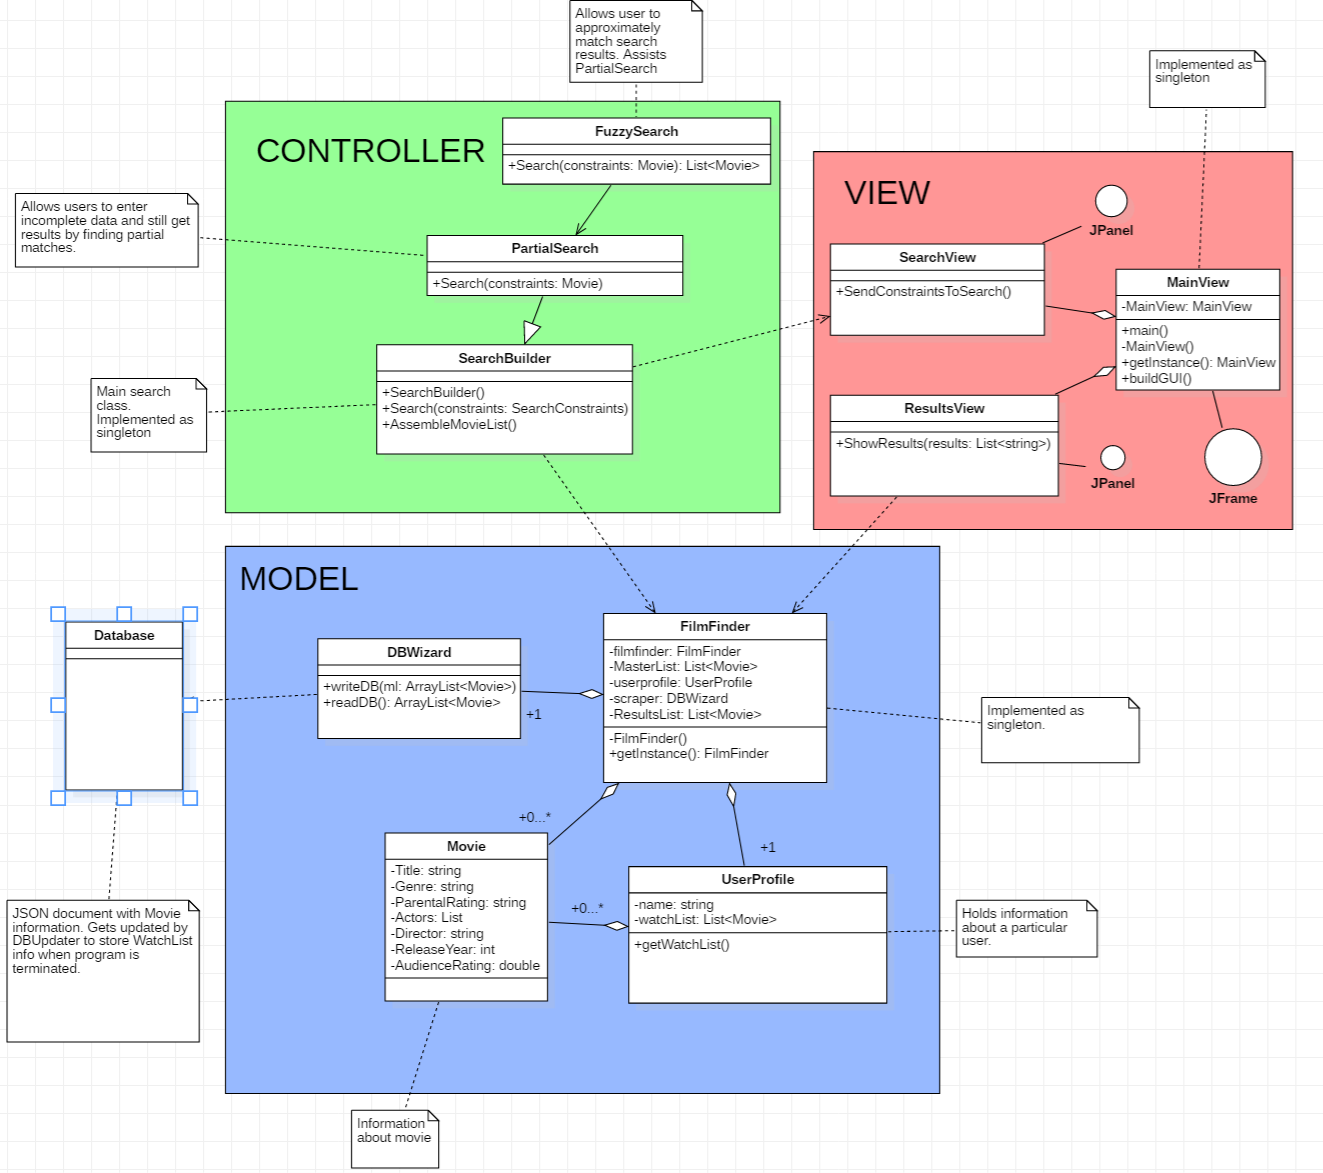 Allows user to
approximately
match search
results. Assists
PartialSearch
Implemented as
singleton
CONTROLLER
FuzzySearch
+Search(constraints: Movie): List<Movie>
Allows users to enter
incomplete data and still get
results by finding partial
matches.
PartialSearch
+Search(constraints: Movie)
SearchBuilder
+SearchBuilder()
+Search(constraints: SearchConstraints)
+AssembleMovieList()
Main search
class.
Implemented as
singleton
VIEW
JPanel
SearchView
+SendConstraintsToSearch()
MainView
-MainView: MainView
+main()
-MainView()
+getInstance(): MainView
+buildGUI()
ResultsView
+ShowResults(results: List<string>)
JPanel
JFrame
MODEL
Database
DBWizard
+writeDB(ml: ArrayList<Movie>)
+readDB(): ArrayList<Movie>
+1
FilmFinder
-filmfinder: FilmFinder
-MasterList: List<Movie>
-userprofile: UserProfile
-scraper: DBWizard
-ResultsList: List<Movie>
-FilmFinder()
+getInstance(): FilmFinder
Implemented as
singleton.
+0...*
+1
Movie
-Title: string
-Genre: string
-ParentalRating: string
-Actors: List
-Director: string
-ReleaseYear: int
-AudienceRating: double
+0...*
UserProfile
-name: string
-watchList: List<Movie>
+getWatchList()
Holds information
about a particular
user.
JSON document with Movie
information. Gets updated by
DBUpdater to store WatchList
info when program is
terminated.
Information
about movie